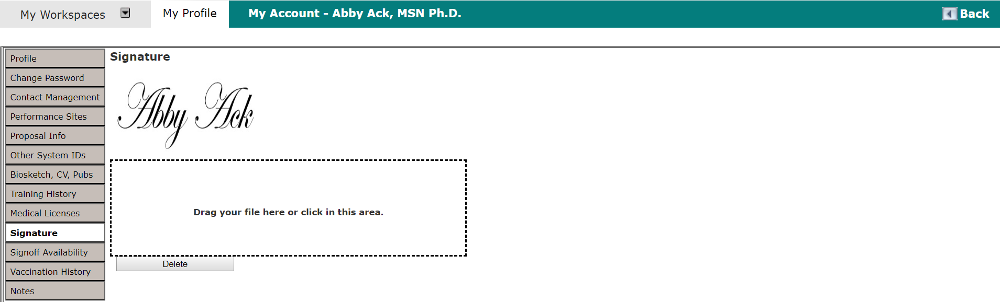 My Workspaces My Profile My Account - Abby Ack, MSN Ph.D. Back
Profile
Change Password
Contact Management
Performance Sites
Proposal Info
Other System IDs
Biosketch, CV, Pubs
Training History
Medical Licenses
Signature
Signoff Availability
Vaccination History
Notes
Signature
Abby Ack
Drag your file here or click in this area.
Delete